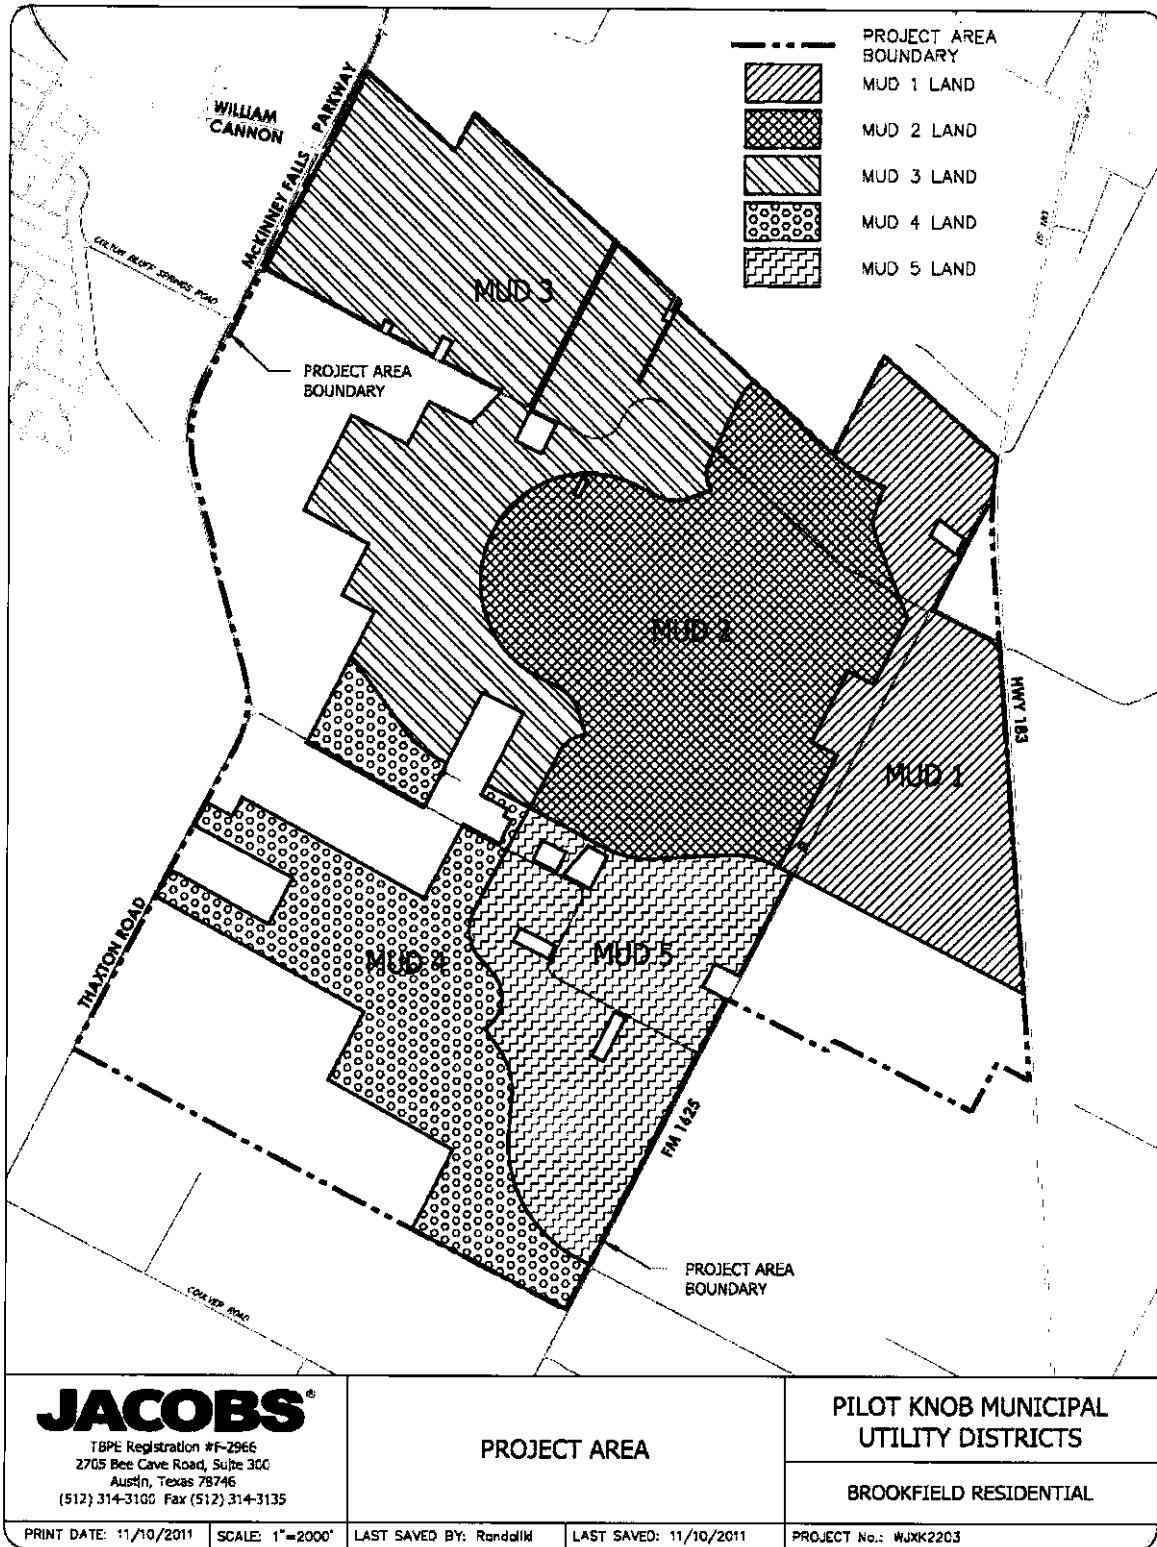 PROJECT AREA
BOUNDARY
MUD 1 LAND
MUD 2 LAND
MUD 3 LAND
MUD 4 LAND
MUD 5 LAND
WILLIAM
CANNON
McKINNEY FALLS PARKWAY
COLTON BLUFF SPRINGS ROAD
MUD 3
PROJECT AREA
BOUNDARY
MUD 2
HWY 183
MUD 1
THAXTON ROAD
MUD 4
MUD 5
FM 1625
PROJECT AREA
BOUNDARY
JACOBS®
TBPE Registration #F-2966
2705 Bee Cave Road, Suite 300
Austin, Texas 78746
(512) 314-3100 Fax (512) 314-3135
PROJECT AREA
PILOT KNOB MUNICIPAL
UTILITY DISTRICTS
BROOKFIELD RESIDENTIAL
PRINT DATE: 11/10/2011
SCALE: 1"=2000'
LAST SAVED BY: Randallkl
LAST SAVED: 11/10/2011
PROJECT No.: WJXK2203